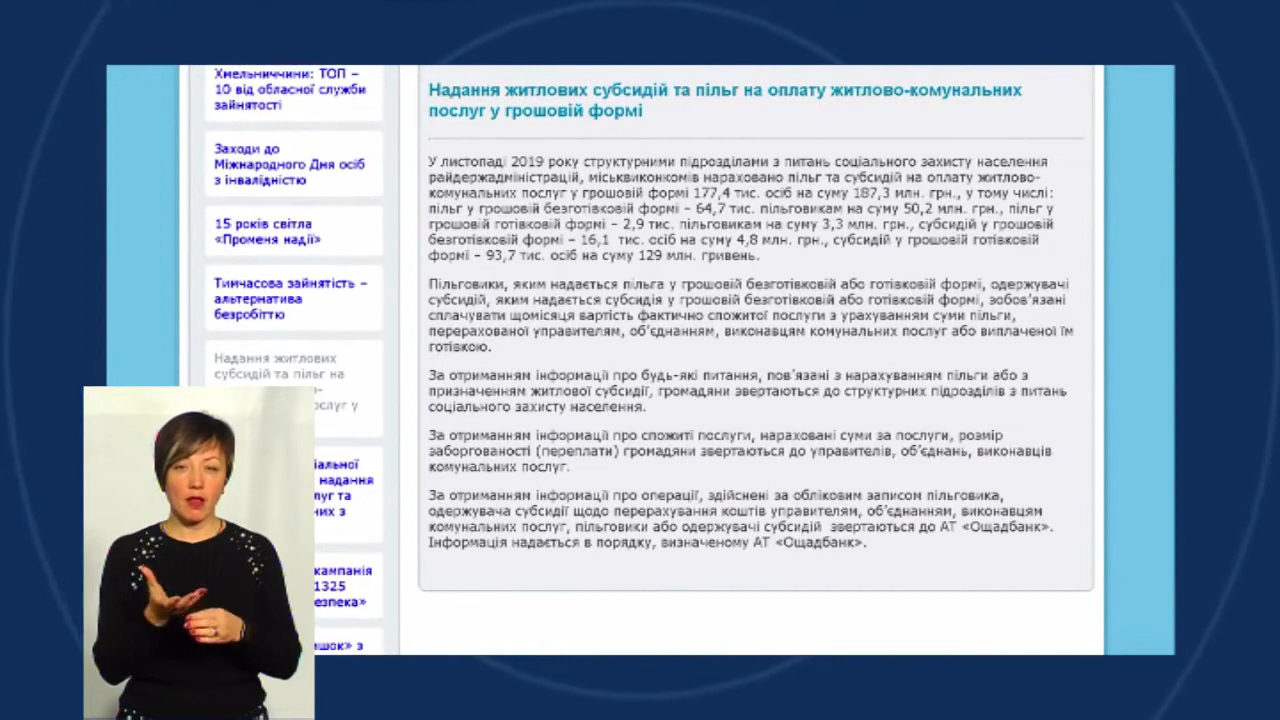 Хмельниччини: ТОП –
10 від обласної служби
зайнятості
Заходи до
Міжнародного Дня осіб
з інвалідністю
15 років світла
«Променя надії»
Тимчасова зайнятість –
альтернатива
безробіттю
Надання житлових
субсидій та пільг на
ослуг у
іальної
надання
луг та
них з
кампанія
1325
езпека»
ишок» з
Надання житлових субсидій та пільг на оплату житлово-комунальних
послуг у грошовій формі
У листопаді 2019 року структурними підрозділами з питань соціального захисту населення
райдержадміністрацій, міськвиконкомів нараховано пільг та субсидій на оплату житлово-
комунальних послуг у грошовій формі 177,4 тис. осіб на суму 187,3 млн. грн., у тому числі:
пільг у грошовій безготівковій формі – 64,7 тис. пільговикам на суму 50,2 млн. грн., пільг у
грошовій готівковій формі – 2,9 тис. пільговикам на суму 3,3 млн. грн., субсидій у грошовій
безготівковій формі – 16,1 тис. осіб на суму 4,8 млн. грн., субсидій у грошовій готівковій
формі – 93,7 тис. осіб на суму 129 млн. гривень.
Пільговики, яким надається пільга у грошовій безготівковій або готівковій формі, одержувачі
субсидій, яким надається субсидія у грошовій безготівковій або готівковій формі, зобов’язані
сплачувати щомісяця вартість фактично спожитої послуги з урахуванням суми пільги,
перерахованої управителям, об’єднанням, виконавцям комунальних послуг або виплаченої їм
готівкою.
За отриманням інформації про будь-які питання, пов’язані з нарахуванням пільги або з
призначенням житлової субсидії, громадяни звертаються до структурних підрозділів з питань
соціального захисту населення.
За отриманням інформації про спожиті послуги, нараховані суми за послуги, розмір
заборгованості (переплати) громадяни звертаються до управителів, об’єднань, виконавців
комунальних послуг.
За отриманням інформації про операції, здійснені за обліковим записом пільговика,
одержувача субсидії щодо перерахування коштів управителям, об’єднанням, виконавцям
комунальних послуг, пільговики або одержувачі субсидій звертаються до АТ «Ощадбанк».
Інформація надається в порядку, визначеному АТ «Ощадбанк».